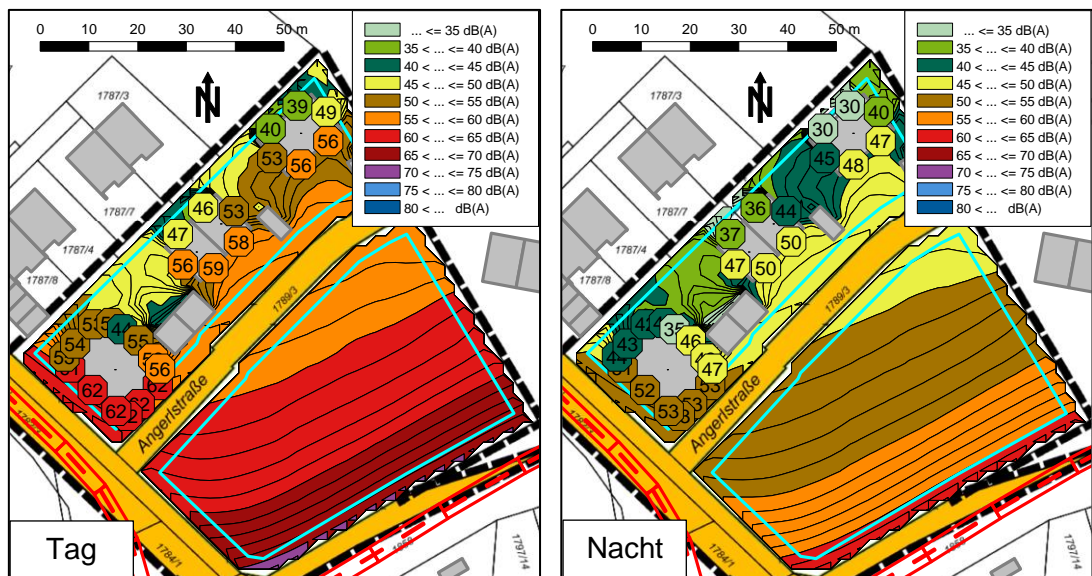 0 10 20 30 40 50 m
... <= 35 dB(A)
35 < ... <= 40 dB(A)
40 < ... <= 45 dB(A)
45 < ... <= 50 dB(A)
50 < ... <= 55 dB(A)
55 < ... <= 60 dB(A)
60 < ... <= 65 dB(A)
65 < ... <= 70 dB(A)
70 < ... <= 75 dB(A)
75 < ... <= 80 dB(A)
80 < ... dB(A)
N
1787/3
39
40
49
56
53
56
1787/7
46
53
47
58
1787/4
56
59
1787/8
1789/3
44
55
54
56
62
62
Angerlstraße
1784/1
1797/14
Tag
0 10 20 30 40 50 m
... <= 35 dB(A)
35 < ... <= 40 dB(A)
40 < ... <= 45 dB(A)
45 < ... <= 50 dB(A)
50 < ... <= 55 dB(A)
55 < ... <= 60 dB(A)
60 < ... <= 65 dB(A)
65 < ... <= 70 dB(A)
70 < ... <= 75 dB(A)
75 < ... <= 80 dB(A)
80 < ... dB(A)
N
1787/3
30
40
30
47
45
48
1787/7
36
44
37
50
1787/4
47
50
1787/8
1789/3
42
35
46
43
44
47
52
53
Angerlstraße
1784/1
1797/14
Nacht